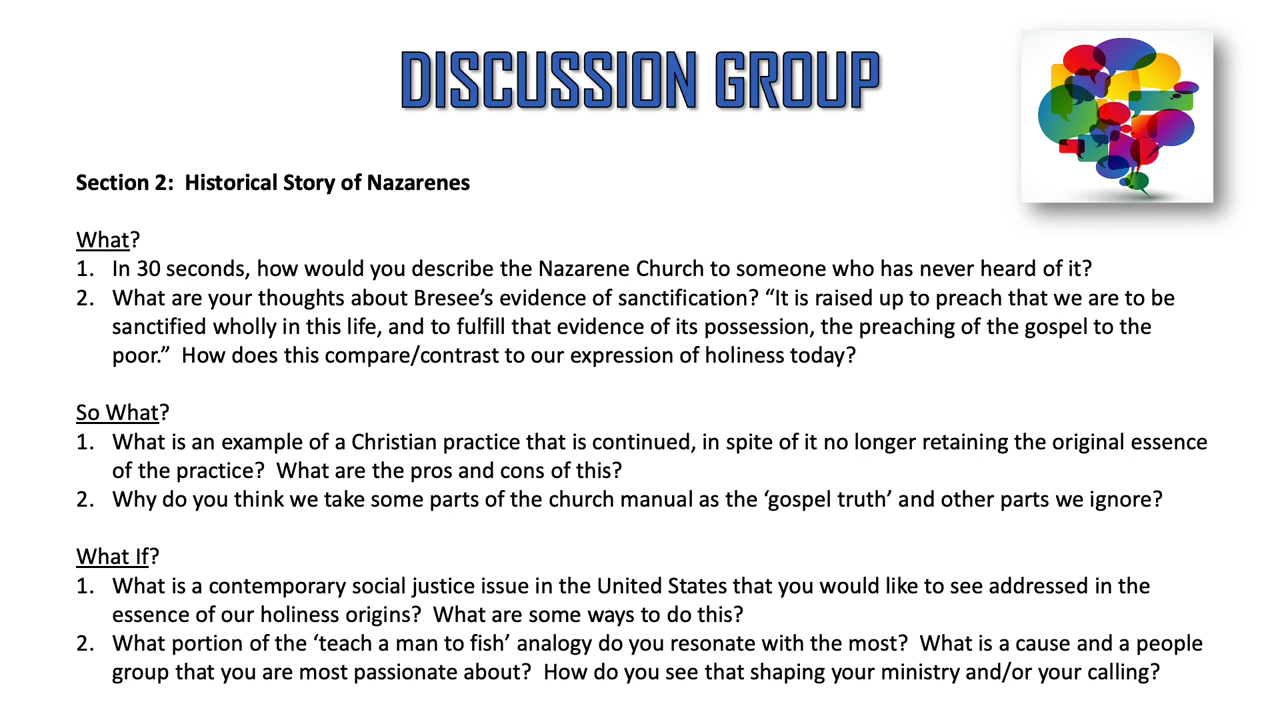 DISCUSSION GROUP
Section 2:  Historical Story of Nazarenes
What?
1. In 30 seconds, how would you describe the Nazarene Church to someone who has never heard of it?
2. What are your thoughts about Bresee’s evidence of sanctification? “It is raised up to preach that we are to be
sanctified wholly in this life, and to fulfill that evidence of its possession, the preaching of the gospel to the
poor.”  How does this compare/contrast to our expression of holiness today?
So What?
1. What is an example of a Christian practice that is continued, in spite of it no longer retaining the original essence
of the practice?  What are the pros and cons of this?
2. Why do you think we take some parts of the church manual as the ‘gospel truth’ and other parts we ignore?
What If?
1. What is a contemporary social justice issue in the United States that you would like to see addressed in the
essence of our holiness origins?  What are some ways to do this?
2. What portion of the ‘teach a man to fish’ analogy do you resonate with the most?  What is a cause and a people
group that you are most passionate about?  How do you see that shaping your ministry and/or your calling?